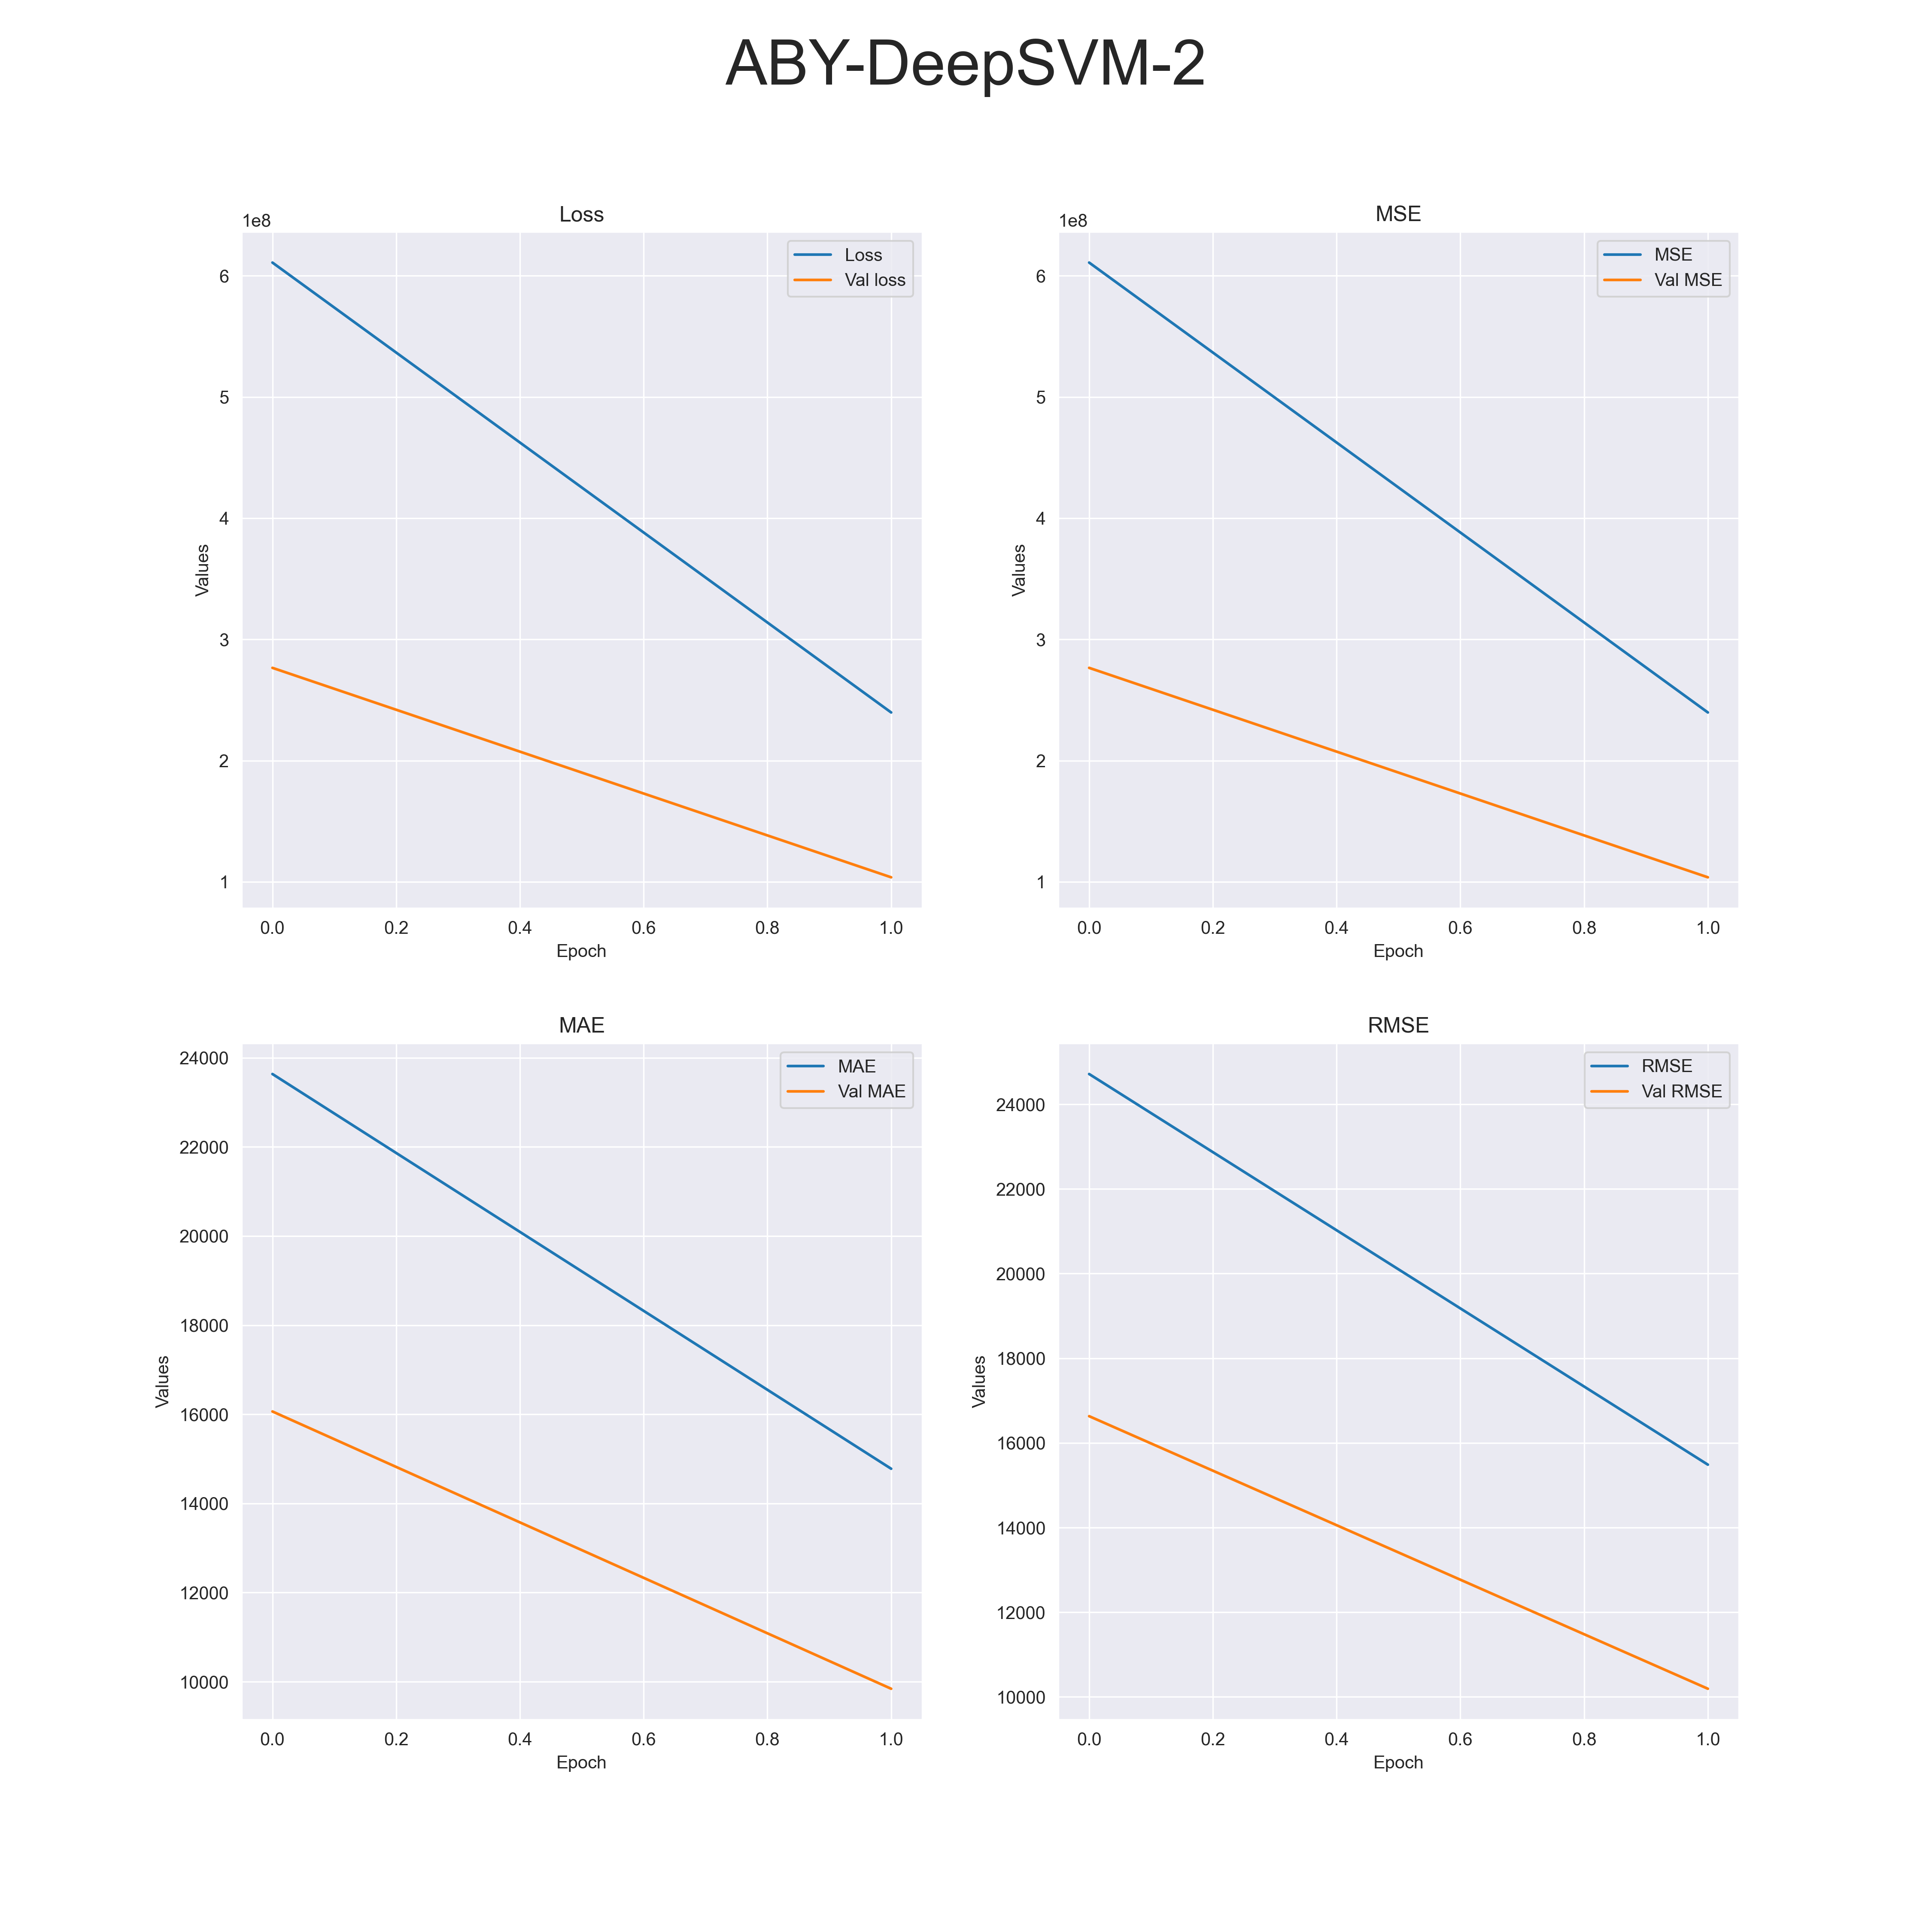 ABY-DeepSVM-2
Loss
1e8
Loss
Val loss
6
5
4
3
2
1
Values
0.0 0.2 0.4 0.6 0.8 1.0
Epoch
MSE
1e8
MSE
Val MSE
6
5
4
3
2
1
Values
0.0 0.2 0.4 0.6 0.8 1.0
Epoch
MAE
MAE
Val MAE
24000
22000
20000
18000
16000
14000
12000
10000
Values
0.0 0.2 0.4 0.6 0.8 1.0
Epoch
RMSE
RMSE
Val RMSE
24000
22000
20000
18000
16000
14000
12000
10000
Values
0.0 0.2 0.4 0.6 0.8 1.0
Epoch